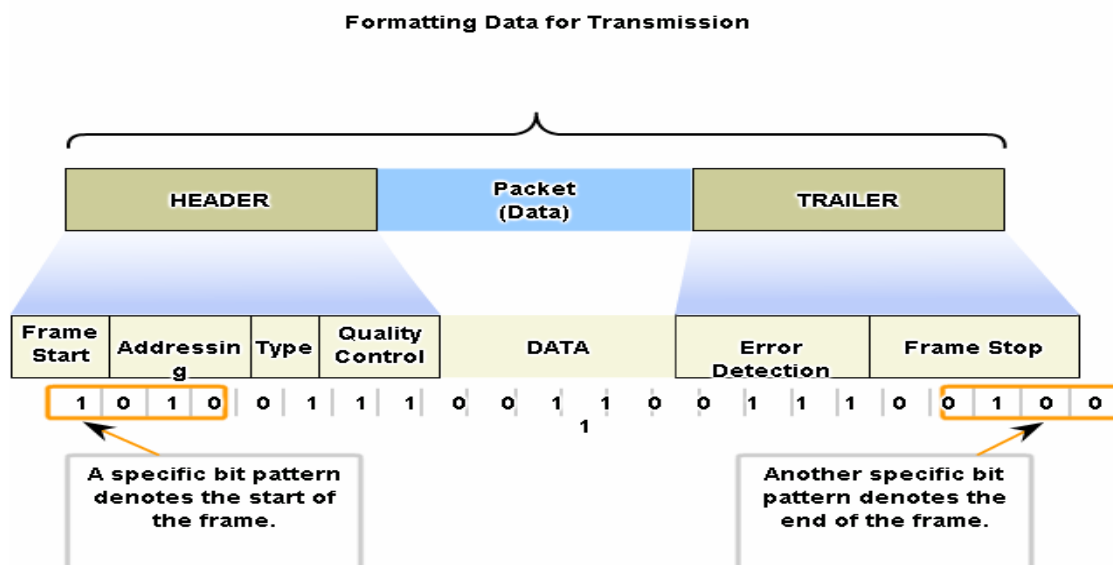 Formatting Data for Transmission
HEADER
Packet
(Data)
TRAILER
Frame
Start
Addressin
g
Type
Quality
Control
DATA
Error
Detection
Frame Stop
1 0 1 0 0 1 1 1 0 0 1 1 0 0 1 1 1 0 0 1 0 0
1
A specific bit pattern
denotes the start of
the frame.
Another specific bit
pattern denotes the
end of the frame.